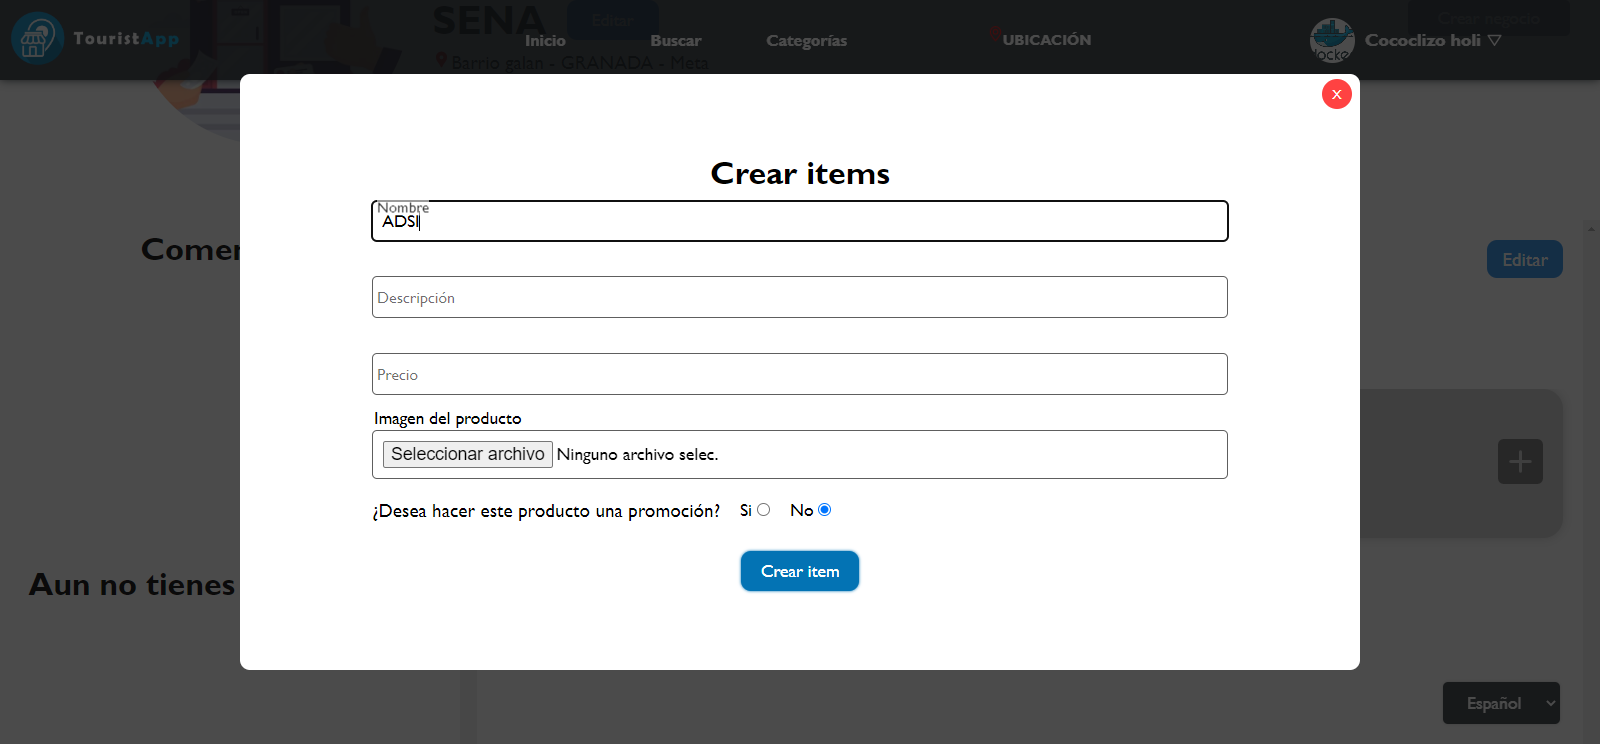 SENA
Editar
Crear negocio
TouristApp
Inicio
Buscar
Categorías
UBICACIÓN
Cococlizo holi
Barrio galan - GRANADA - Meta
X
Crear items
Nombre
ADSI
Comen
Editar
Descripción
Precio
Imagen del producto
Seleccionar archivo Ninguno archivo selec.
¿Desea hacer este producto una promoción? Si No
Crear item
Aun no tienes
Español